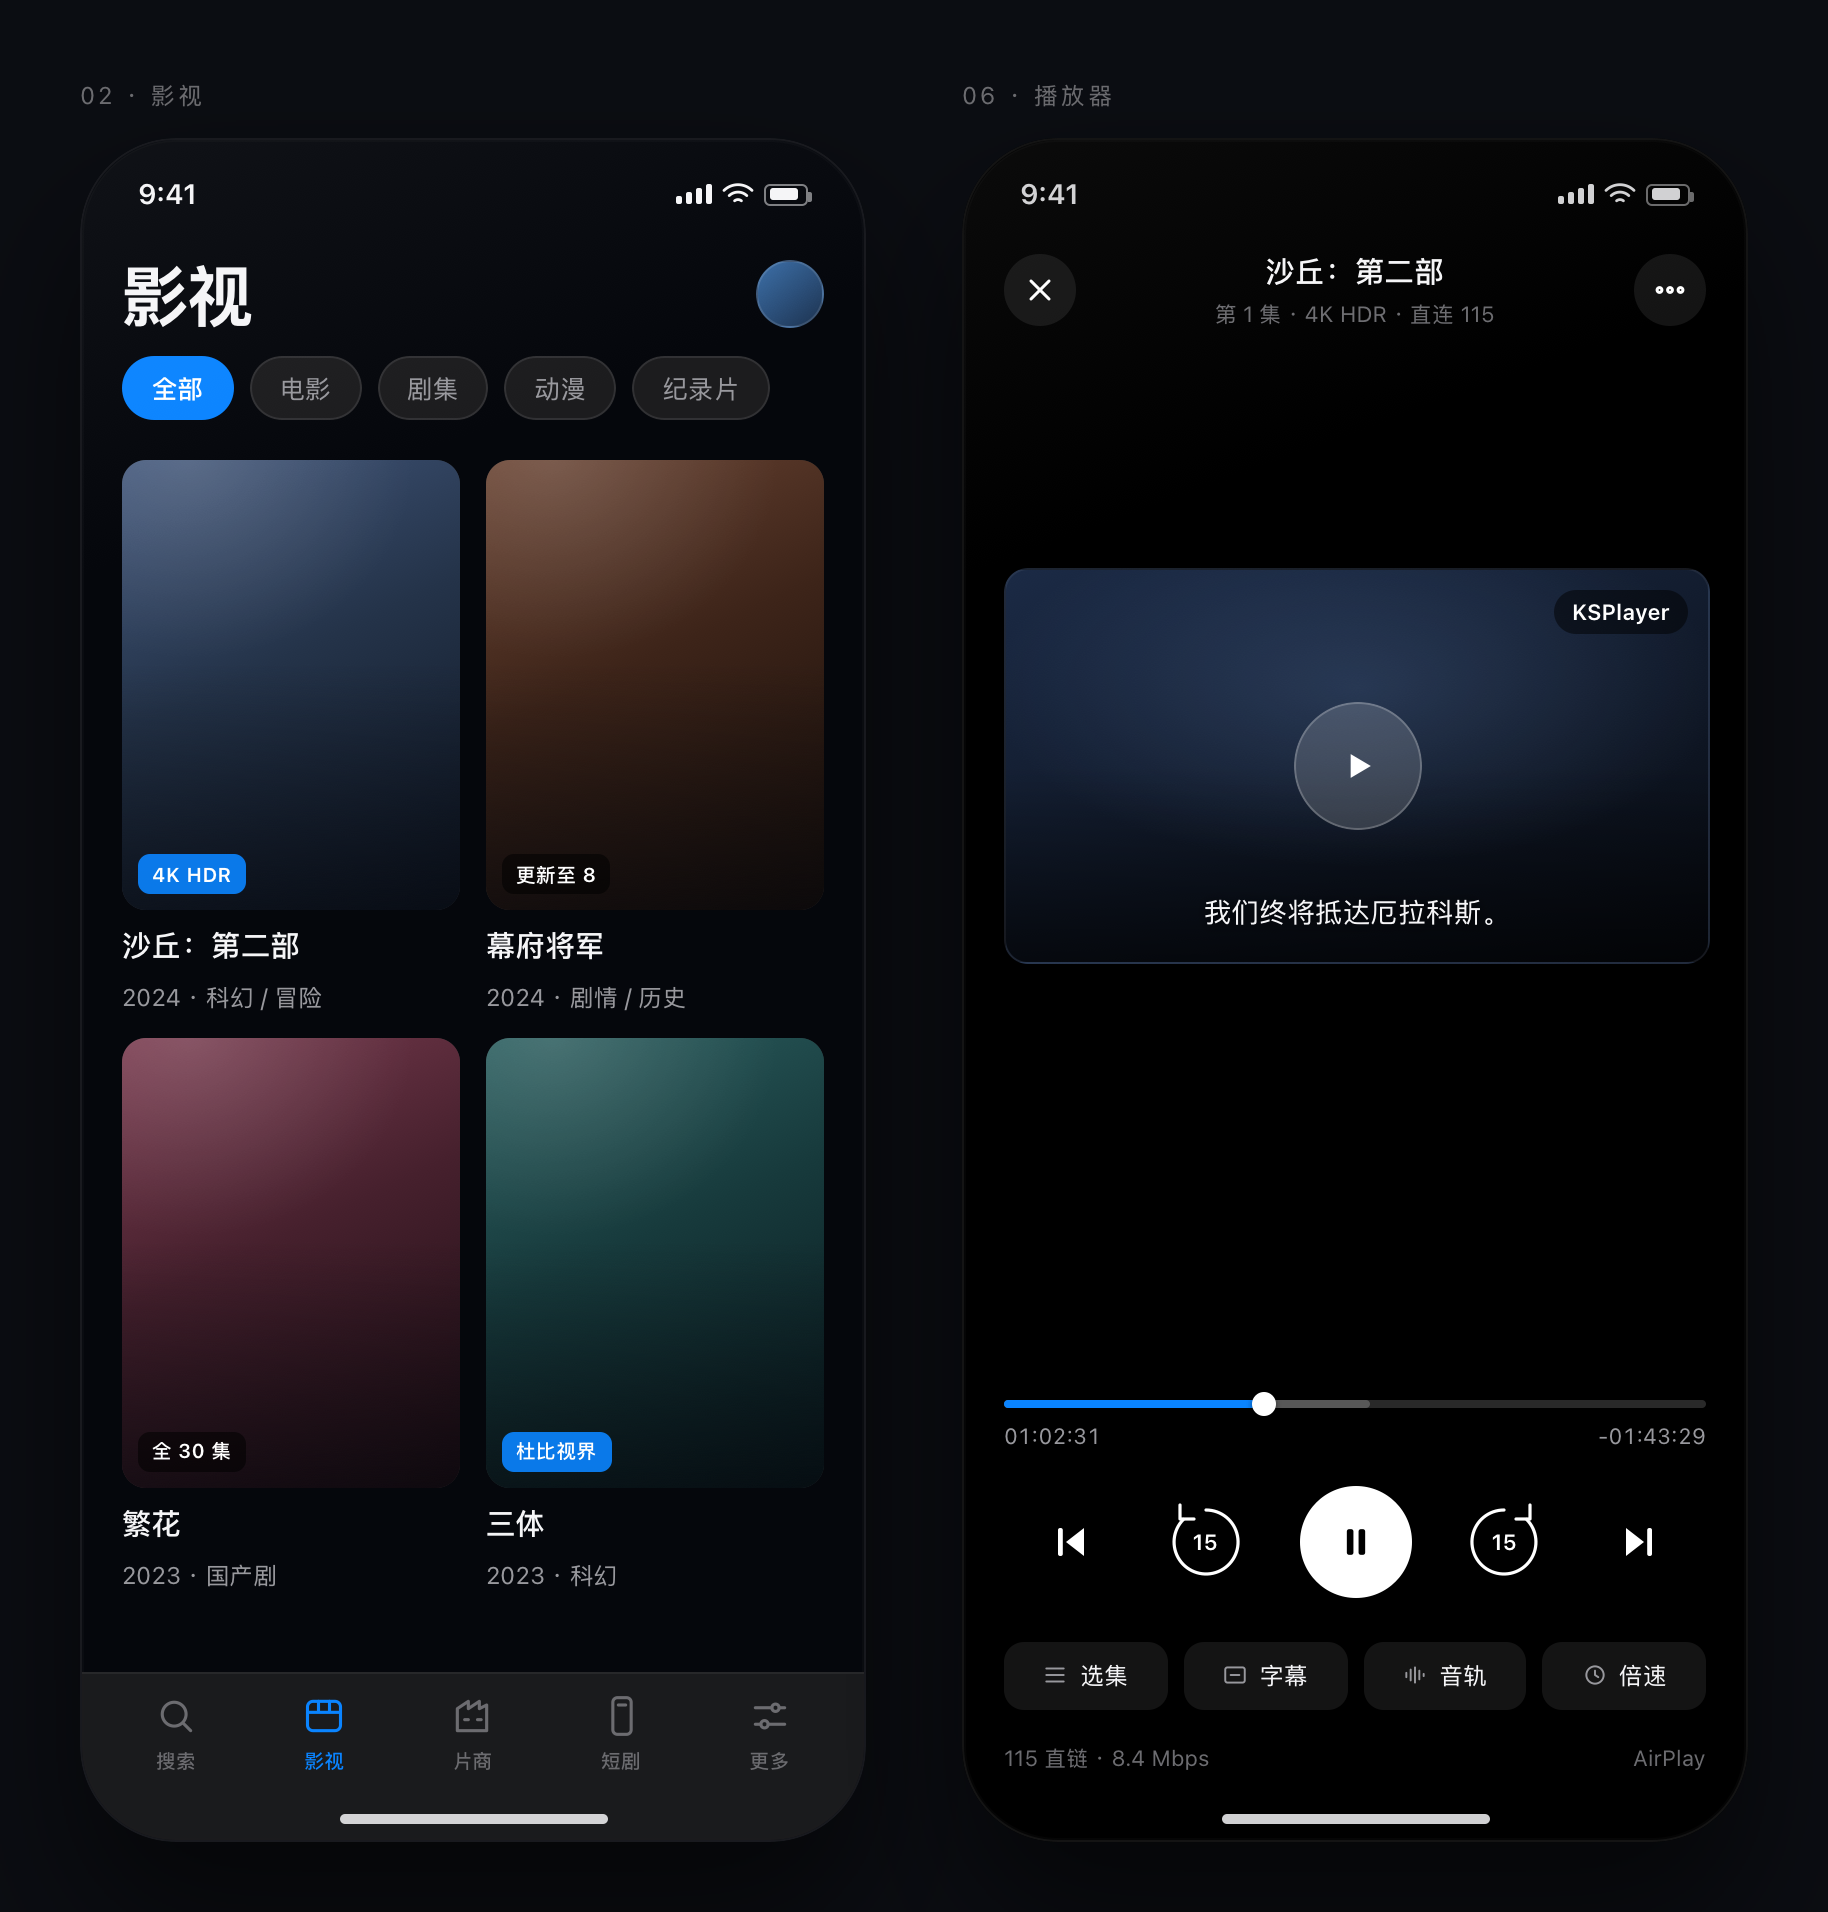 02 · 影视
9:41
影视
全部 电影 剧集 动漫 纪录片
4K HDR
更新至 8
沙丘：第二部
幕府将军
2024 · 科幻 / 冒险
2024 · 剧情 / 历史
全 30 集
杜比视界
繁花
三体
2023 · 国产剧
2023 · 科幻
搜索 影视 片商 短剧 更多
06 · 播放器
9:41
沙丘：第二部
第 1 集 · 4K HDR · 直连 115
KSPlayer
我们终将抵达厄拉科斯。
01:02:31 -01:43:29
15 15
选集 字幕 音轨 倍速
115 直链 · 8.4 Mbps AirPlay